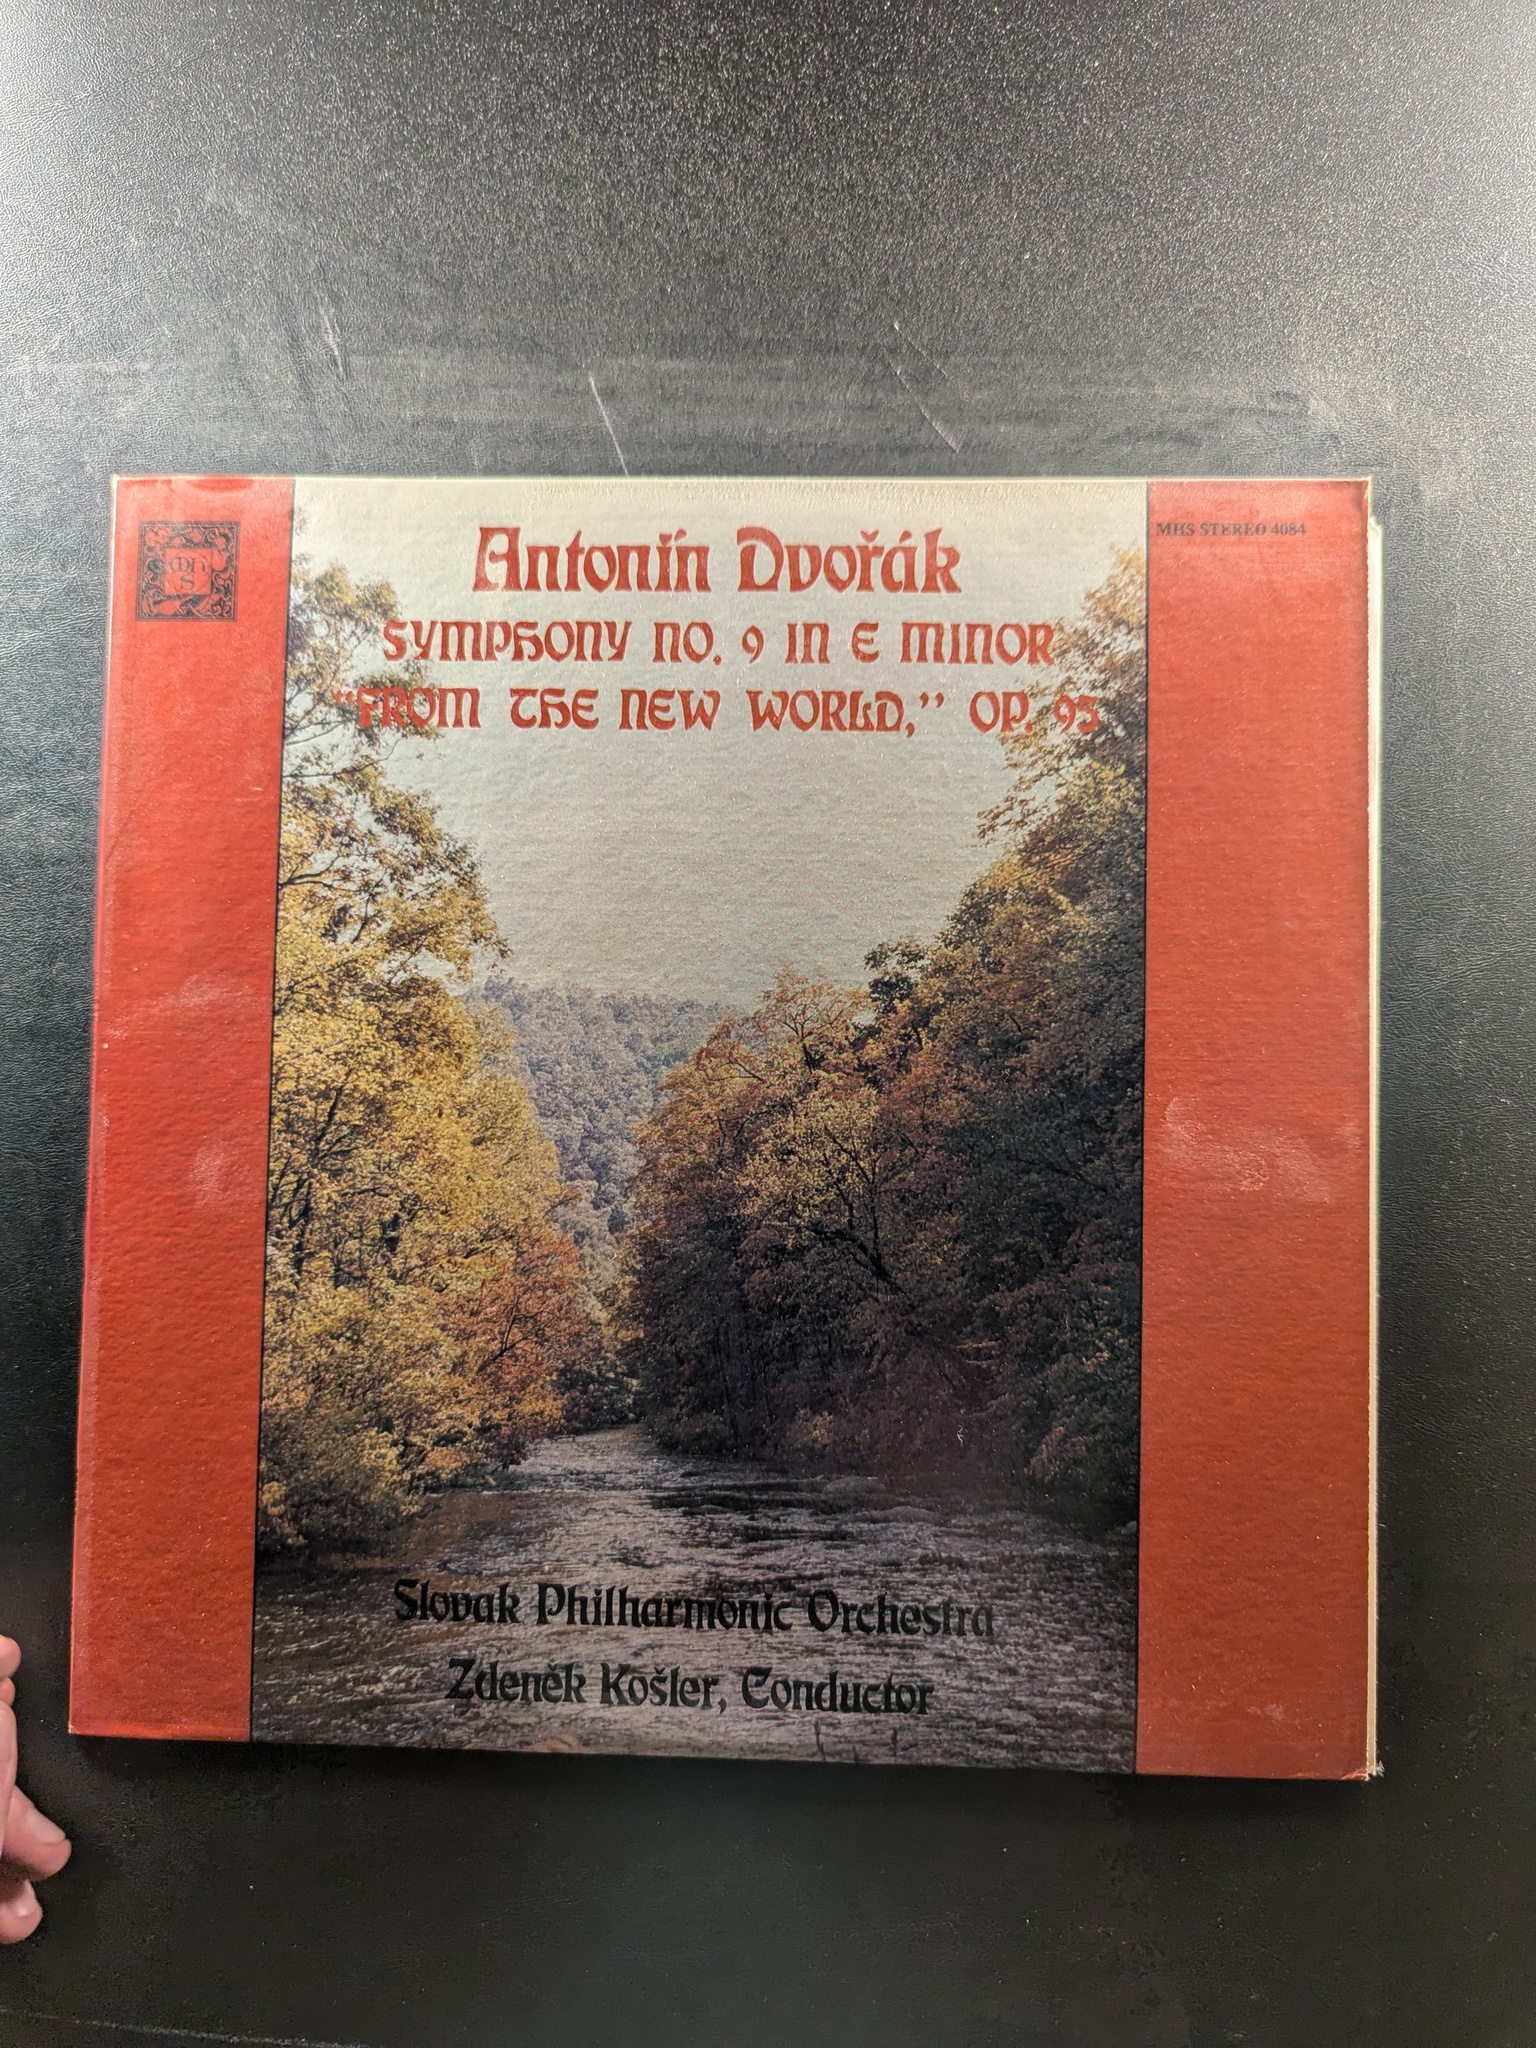 MHS
MHS STEREO 4084
Antonín Dvořák
SYMPHONY NO. 9 IN E MINOR
“FROM THE NEW WORLD,” OP. 95
Slovak Philharmonic Orchestra
Zdeněk Košler, Conductor